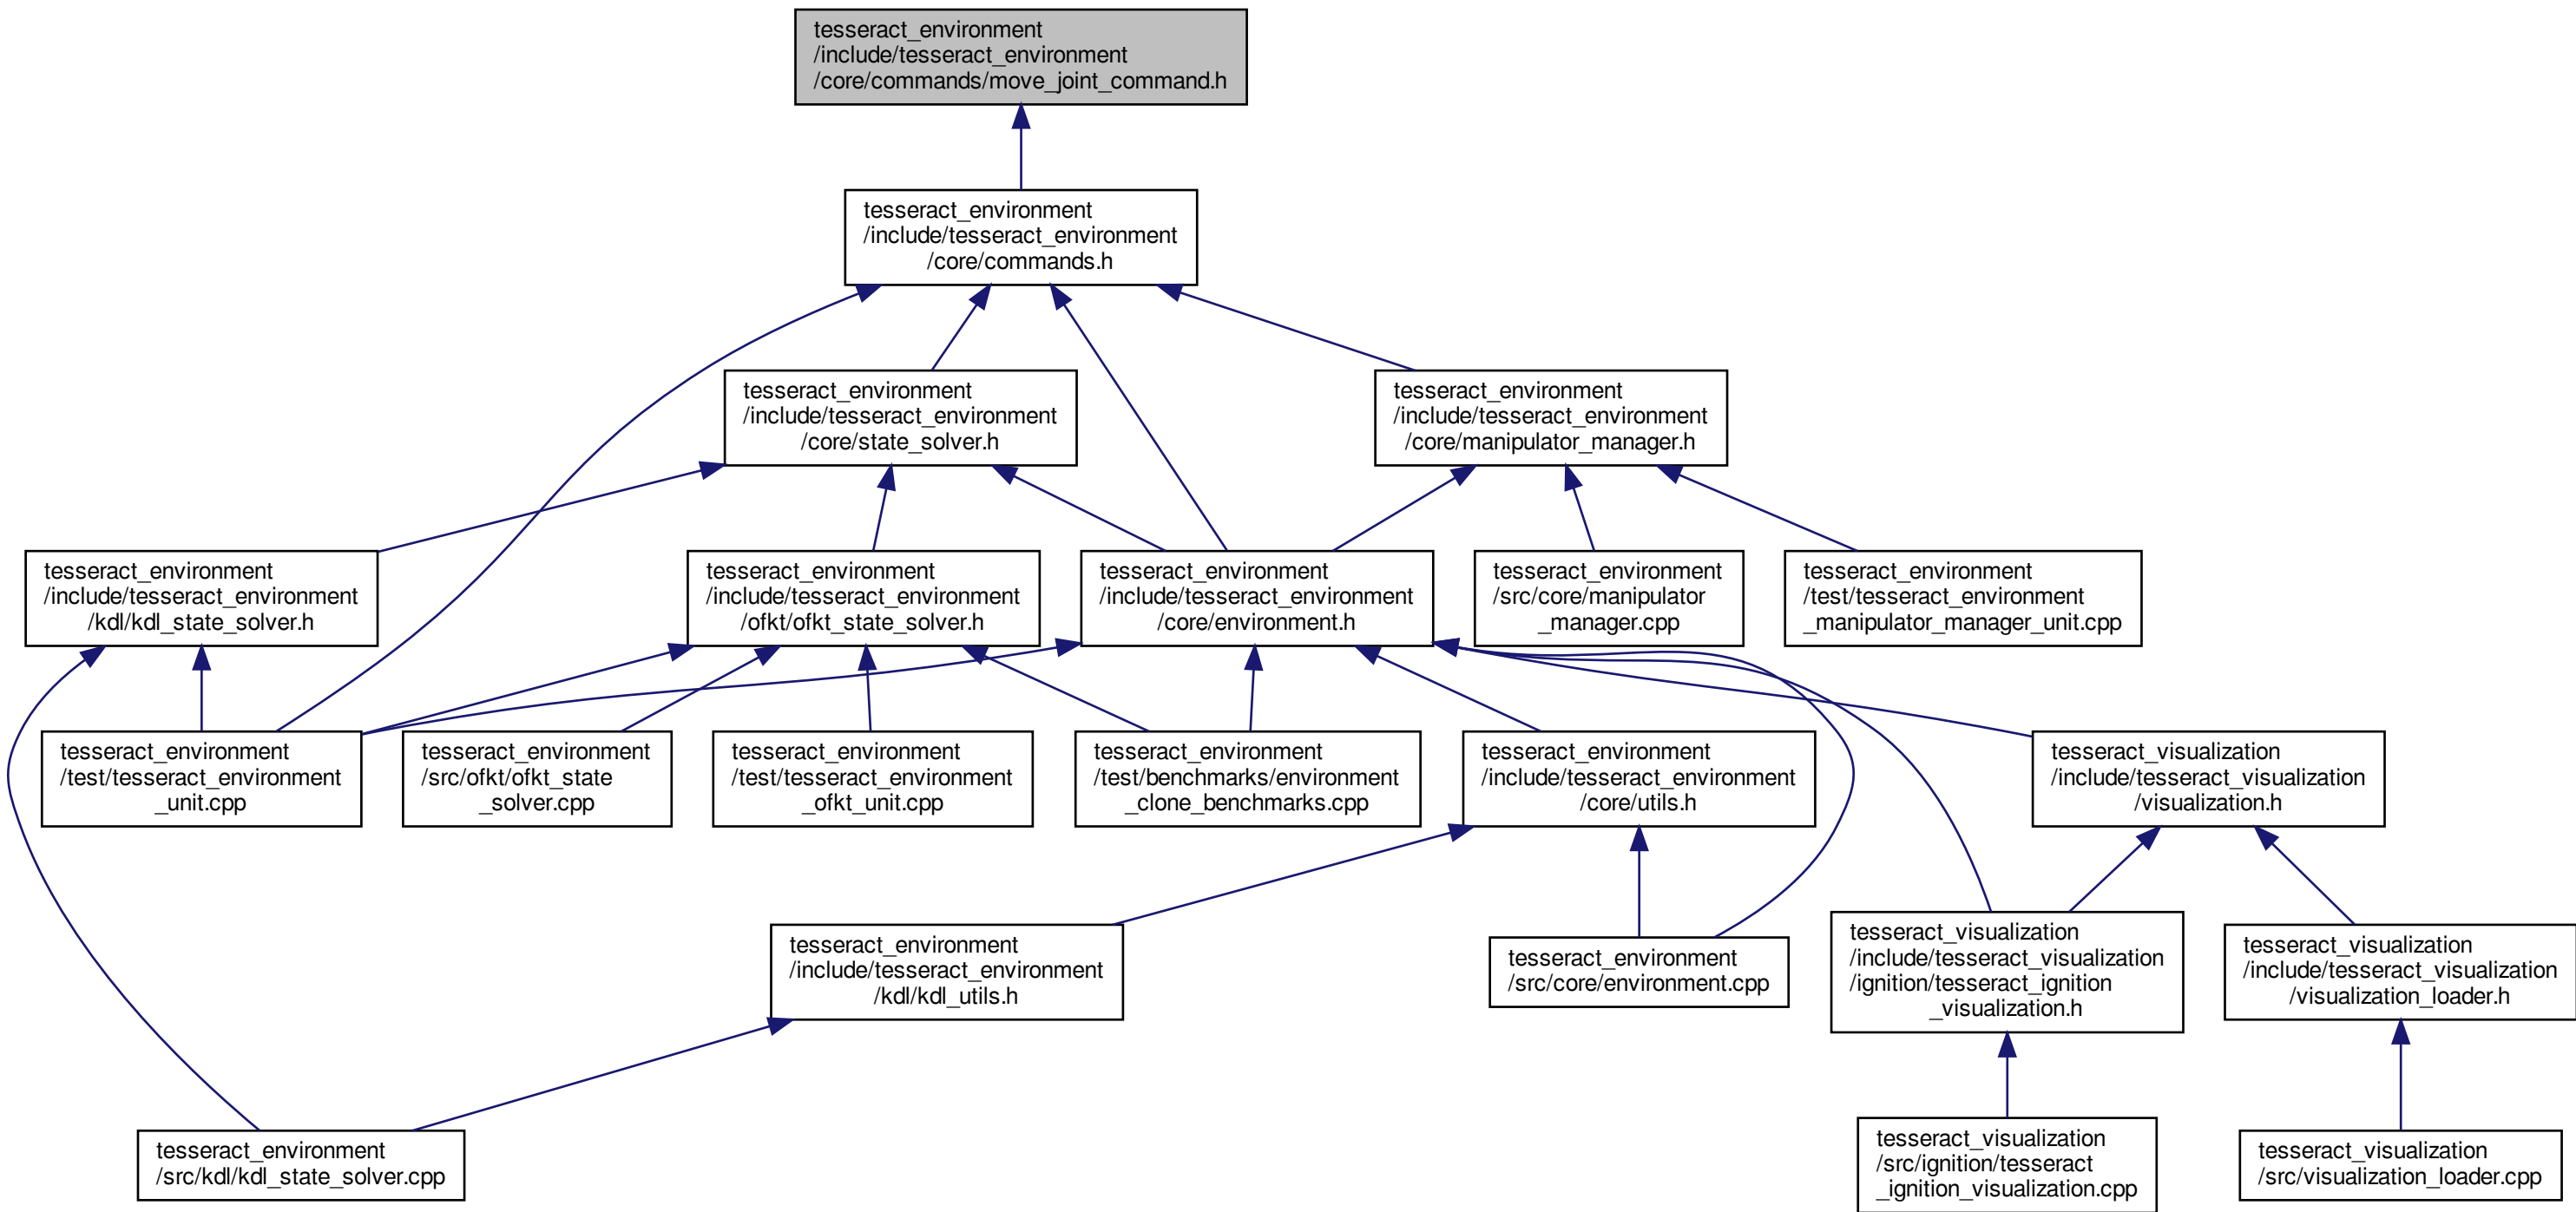 tesseract_environment
/include/tesseract_environment
/core/commands/move_joint_command.h
tesseract_environment
/include/tesseract_environment
/core/commands.h
tesseract_environment
/include/tesseract_environment
/core/state_solver.h
tesseract_environment
/include/tesseract_environment
/core/manipulator_manager.h
tesseract_environment
/include/tesseract_environment
/kdl/kdl_state_solver.h
tesseract_environment
/include/tesseract_environment
/ofkt/ofkt_state_solver.h
tesseract_environment
/include/tesseract_environment
/core/environment.h
tesseract_environment
/src/core/manipulator
_manager.cpp
tesseract_environment
/test/tesseract_environment
_manipulator_manager_unit.cpp
tesseract_environment
/test/tesseract_environment
_unit.cpp
tesseract_environment
/src/ofkt/ofkt_state
_solver.cpp
tesseract_environment
/test/tesseract_environment
_ofkt_unit.cpp
tesseract_environment
/test/benchmarks/environment
_clone_benchmarks.cpp
tesseract_environment
/include/tesseract_environment
/core/utils.h
tesseract_visualization
/include/tesseract_visualization
/visualization.h
tesseract_environment
/include/tesseract_environment
/kdl/kdl_utils.h
tesseract_environment
/src/core/environment.cpp
tesseract_visualization
/include/tesseract_visualization
/ignition/tesseract_ignition
_visualization.h
tesseract_visualization
/include/tesseract_visualization
/visualization_loader.h
tesseract_environment
/src/kdl/kdl_state_solver.cpp
tesseract_visualization
/src/ignition/tesseract
_ignition_visualization.cpp
tesseract_visualization
/src/visualization_loader.cpp